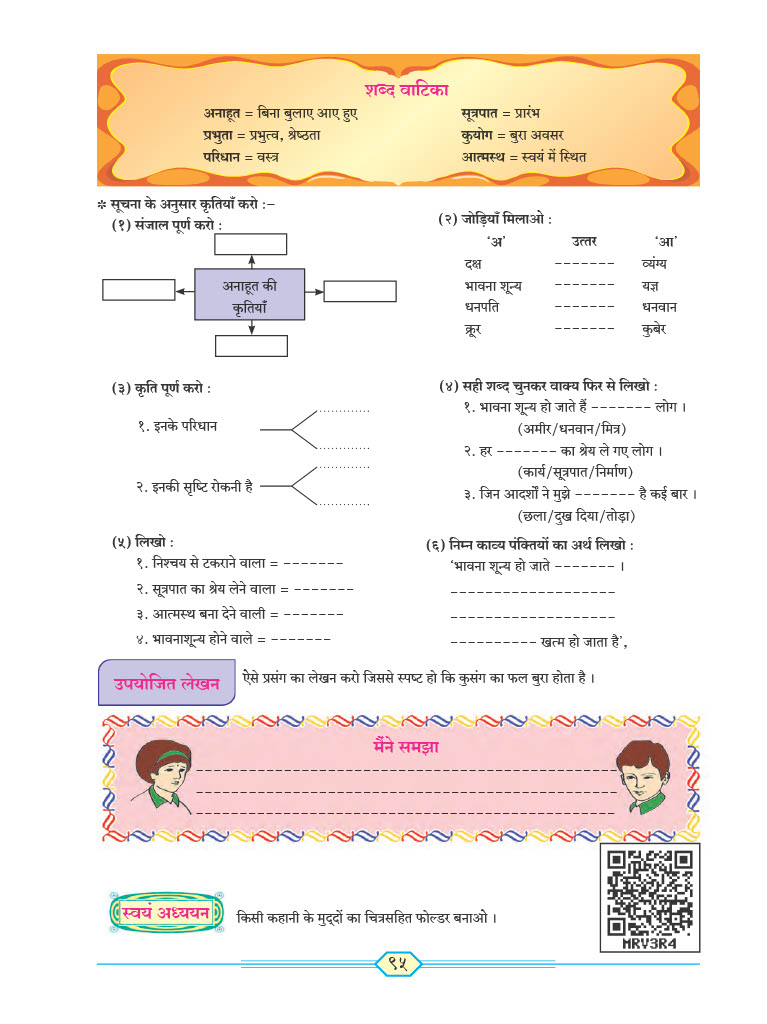 शब्द वाटिका
अनाहूत = बिना बुलाए आए हुए
प्रभुता = प्रभुत्व, श्रेष्ठता
परिधान = वस्त्र
सूत्रपात = प्रारंभ
कुयोग = बुरा अवसर
आत्मस्थ = स्वयं में स्थित
* सूचना के अनुसार कृतियाँ करो :–
(१) संजाल पूर्ण करो :
अनाहूत की
कृतियाँ
(२) जोड़ियाँ मिलाओ :
‘अ’ उत्तर ‘आ’
दक्ष ------- व्यंग्य
भावना शून्य ------- यज्ञ
धनपति ------- धनवान
क्रूर ------- कुबेर
(३) कृति पूर्ण करो :
१. इनके परिधान
.............
.............
२. इनकी सृष्टि रोकनी है
.............
.............
(४) सही शब्द चुनकर वाक्य फिर से लिखो :
१. भावना शून्य हो जाते हैं ------- लोग ।
(अमीर/धनवान/मित्र)
२. हर ------- का श्रेय ले गए लोग ।
(कार्य/सूत्रपात/निर्माण)
३. जिन आदर्शों ने मुझे ------- है कई बार ।
(छला/दुख दिया/तोड़ा)
(५) लिखो :
१. निश्चय से टकराने वाला = -------
२. सूत्रपात का श्रेय लेने वाला = -------
३. आत्मस्थ बना देने वाली = -------
४. भावनाशून्य होने वाले = -------
(६) निम्न काव्य पंक्तियों का अर्थ लिखो :
‘भावना शून्य हो जाते ------- ।
-------------------
-------------------
---------- खत्म हो जाता है’,
उपयोजित लेखन
ऐसे प्रसंग का लेखन करो जिससे स्पष्ट हो कि कुसंग का फल बुरा होता है ।
मैंने समझा
स्वयं अध्ययन
किसी कहानी के मुद्दों का चित्रसहित फोल्डर बनाओ ।
MRV3R4
९५